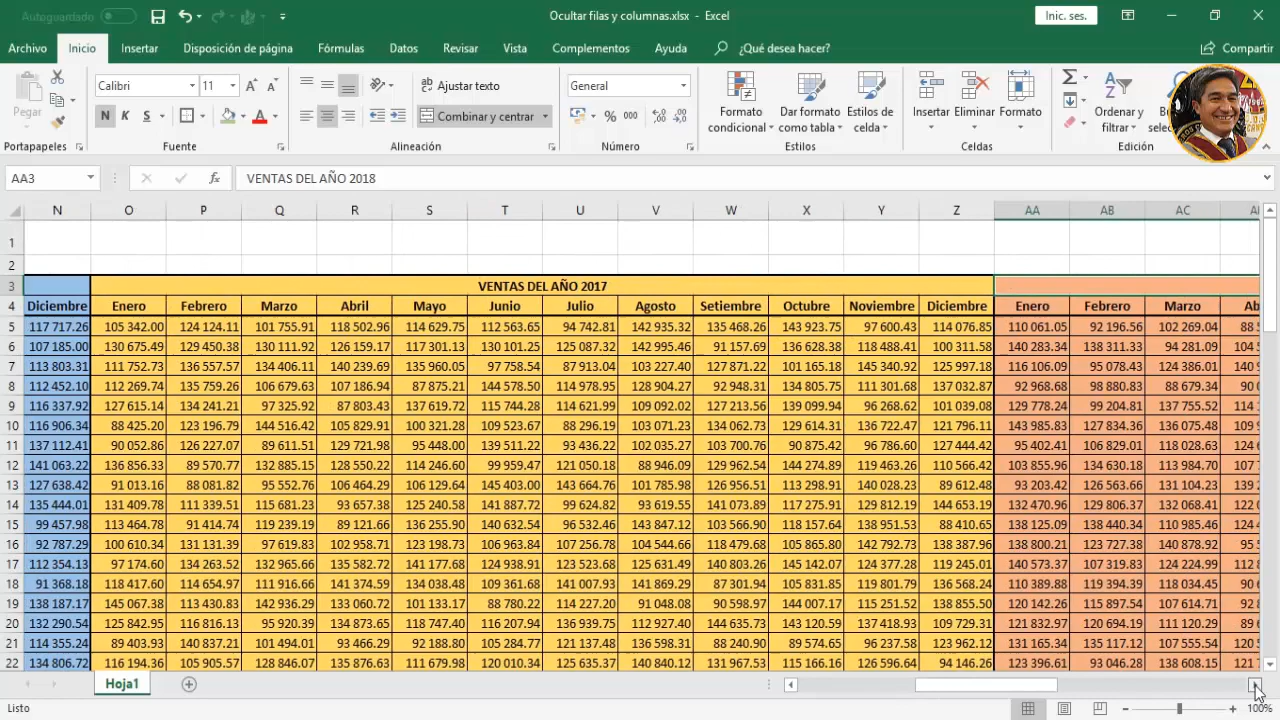 Autoguardado
Ocultar filas y columnas.xlsx - Excel
Inic. ses.
Archivo Inicio Insertar Disposición de página Fórmulas Datos Revisar Vista Complementos Ayuda ¿Qué desea hacer? Compartir
Pegar
Calibri 11
N K S
Ajustar texto
Combinar y centrar
General
% 000
Formato condicional
Dar formato como tabla
Estilos de celda
Insertar Eliminar Formato
Ordenar y filtrar
Portapapeles Fuente Alineación Número Estilos Celdas Edición
AA3 fx VENTAS DEL AÑO 2018
N O P Q R S T U V W X Y Z AA AB AC
1
2
3 VENTAS DEL AÑO 2017
4 Diciembre Enero Febrero Marzo Abril Mayo Junio Julio Agosto Setiembre Octubre Noviembre Diciembre Enero Febrero Marzo Ab
5 117 717.26 105 342.00 124 124.11 101 755.91 118 502.96 114 629.75 112 563.65 94 742.81 142 935.32 135 468.26 143 923.75 97 600.43 114 076.85 110 061.05 92 196.56 102 269.04 88
6 107 185.00 130 675.49 129 450.38 130 111.92 126 159.17 117 301.13 130 101.25 125 087.32 142 995.46 91 157.69 136 628.38 118 488.41 100 311.58 140 283.34 138 311.33 94 281.09 104
7 113 803.31 111 752.73 136 557.57 134 406.11 140 239.69 135 960.05 97 758.54 87 913.04 103 227.40 127 871.22 101 165.18 145 340.92 125 997.18 116 106.09 95 078.43 124 386.01 140
8 112 452.10 112 269.74 135 759.26 106 679.63 107 186.94 87 875.21 144 578.50 114 978.95 128 904.27 92 948.31 134 805.75 111 301.68 137 032.87 92 968.68 98 880.83 88 679.34 90
9 116 337.92 127 615.14 134 241.21 97 325.92 87 803.43 137 619.72 115 744.28 114 621.99 109 092.02 127 213.56 139 099.94 96 268.62 101 039.08 129 778.24 99 204.81 137 755.52 114
10 116 906.34 88 425.20 123 196.79 144 516.42 105 829.91 100 321.28 109 523.67 88 296.19 103 071.23 134 062.73 129 614.31 136 722.47 121 796.11 143 985.83 127 834.36 136 075.48 109
11 137 112.41 90 052.86 126 227.07 89 611.51 129 721.98 95 448.00 139 511.22 93 436.22 102 035.27 103 700.76 90 875.42 96 786.60 127 444.42 95 402.41 106 829.01 118 028.63 124
12 141 063.22 136 856.33 89 570.77 132 885.15 128 550.22 114 246.60 99 959.47 121 050.18 88 946.09 129 962.54 144 274.89 119 463.26 110 566.42 103 855.96 134 630.18 113 984.70 107
13 127 638.42 91 013.16 88 081.82 95 552.76 106 464.29 106 129.64 145 403.00 143 664.76 101 785.98 126 956.51 113 298.91 140 028.23 89 612.48 93 203.42 126 563.66 131 104.23 139
14 135 444.01 131 409.78 111 339.51 115 681.23 93 657.38 125 240.58 141 887.72 99 624.82 93 619.55 141 073.89 117 301.40 129 812.19 144 653.19 132 470.96 129 806.37 132 068.41 122
15 99 457.98 113 464.78 91 414.74 119 239.19 89 121.66 136 255.90 140 632.54 96 532.46 143 847.12 103 566.90 118 157.64 138 951.53 88 410.65 138 125.09 138 440.34 110 985.46 124
16 92 787.29 100 610.34 131 131.39 97 619.83 102 958.71 123 198.73 106 963.84 107 256.78 104 544.66 118 479.68 105 865.80 142 792.73 138 387.96 138 800.21 123 727.38 140 878.92 95
17 112 354.13 97 174.60 134 263.52 132 965.66 135 582.72 141 177.68 124 938.91 123 523.68 125 631.49 140 803.26 145 142.07 124 377.28 119 245.01 140 573.37 107 319.83 124 224.99 112
18 91 368.18 118 417.60 114 654.97 111 916.66 141 374.59 134 038.48 109 361.68 141 007.93 141 869.29 87 301.94 105 831.85 119 801.79 136 568.24 110 389.88 119 394.39 118 034.45 90
19 138 187.17 145 067.38 113 430.83 142 936.29 133 060.72 101 133.17 88 780.22 114 227.20 91 048.08 90 598.97 144 007.17 115 251.52 138 855.50 120 142.26 115 897.54 107 614.71 92
20 132 290.54 125 842.95 116 816.13 95 920.39 134 873.65 118 747.40 116 207.94 136 939.75 112 927.40 144 635.73 143 120.59 137 418.93 109 729.31 121 832.97 120 694.19 111 120.29 89
21 114 355.24 89 403.93 140 837.21 101 494.01 93 466.29 92 188.80 105 284.77 121 137.48 136 598.31 88 240.90 89 574.65 96 237.58 123 962.12 131 165.34 135 117.12 107 555.54 120
22 134 806.72 116 194.36 105 905.57 128 846.07 135 876.63 111 679.98 120 010.34 125 635.37 140 840.12 131 967.53 115 166.16 126 596.64 94 146.26 123 396.61 93 046.28 138 608.15 121
Hoja1
Listo 100%